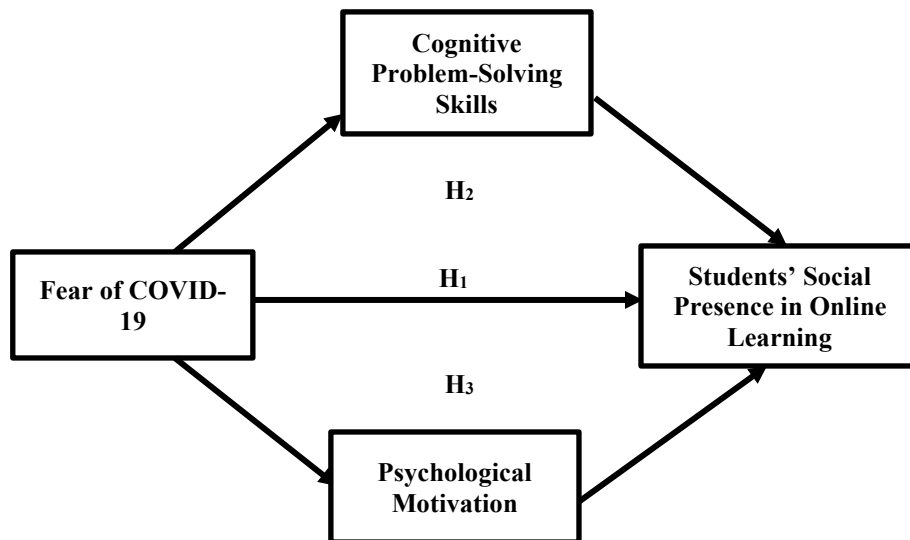 Cognitive
Problem-Solving
Skills
H2
Fear of COVID-
19
H1
Students’ Social
Presence in Online
Learning
H3
Psychological
Motivation